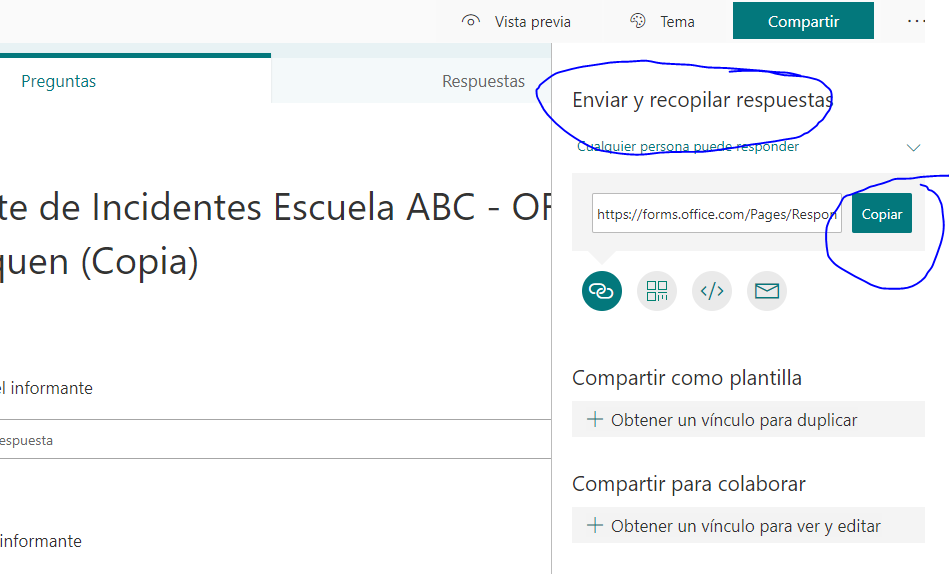 Vista previa
Tema
Compartir
...
Preguntas
Respuestas
te de Incidentes Escuela ABC - OF
quen (Copia)
el informante
espuesta
informante
Enviar y recopilar respuestas
Cualquier persona puede responder
https://forms.office.com/Pages/Respon
Copiar
Compartir como plantilla
+ Obtener un vínculo para duplicar
Compartir para colaborar
+ Obtener un vínculo para ver y editar